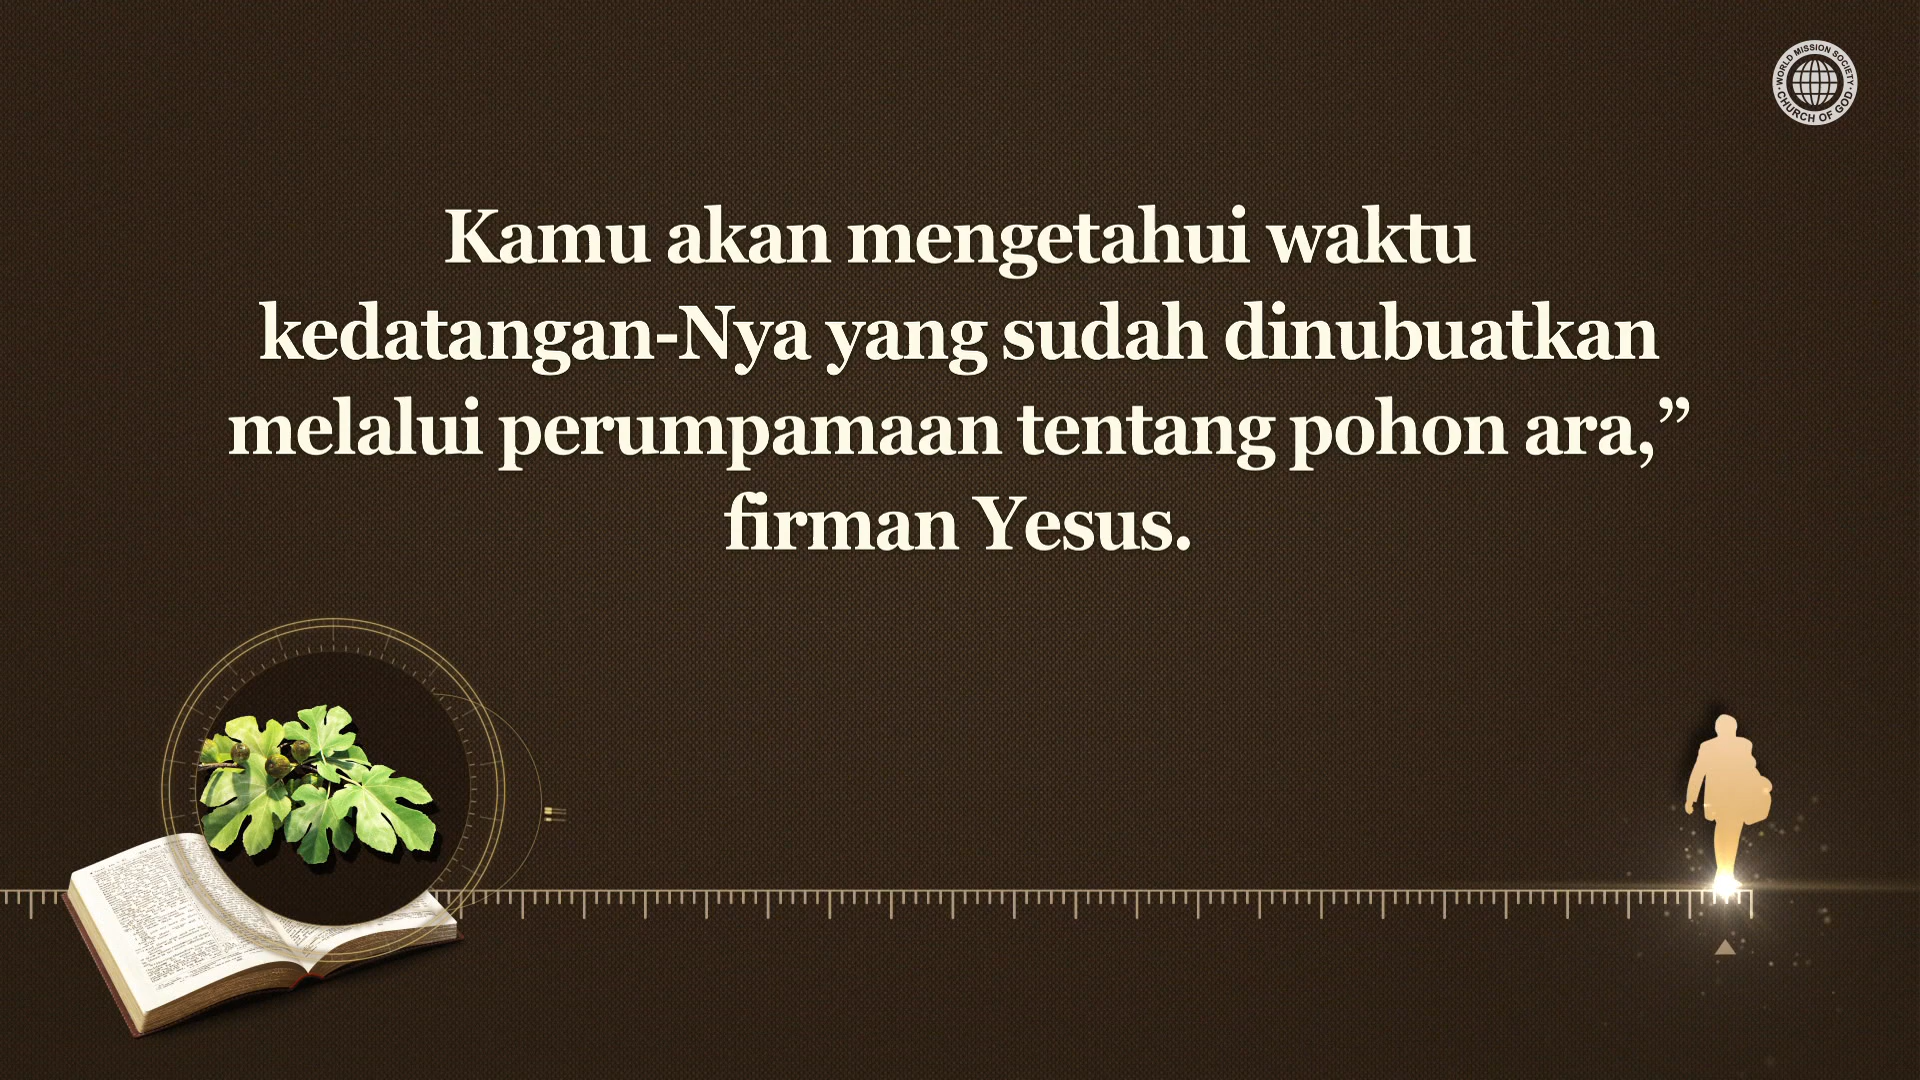 WORLD MISSION SOCIETY
CHURCH OF GOD
Kamu akan mengetahui waktu
kedatangan-Nya yang sudah dinubuatkan
melalui perumpamaan tentang pohon ara,”
firman Yesus.